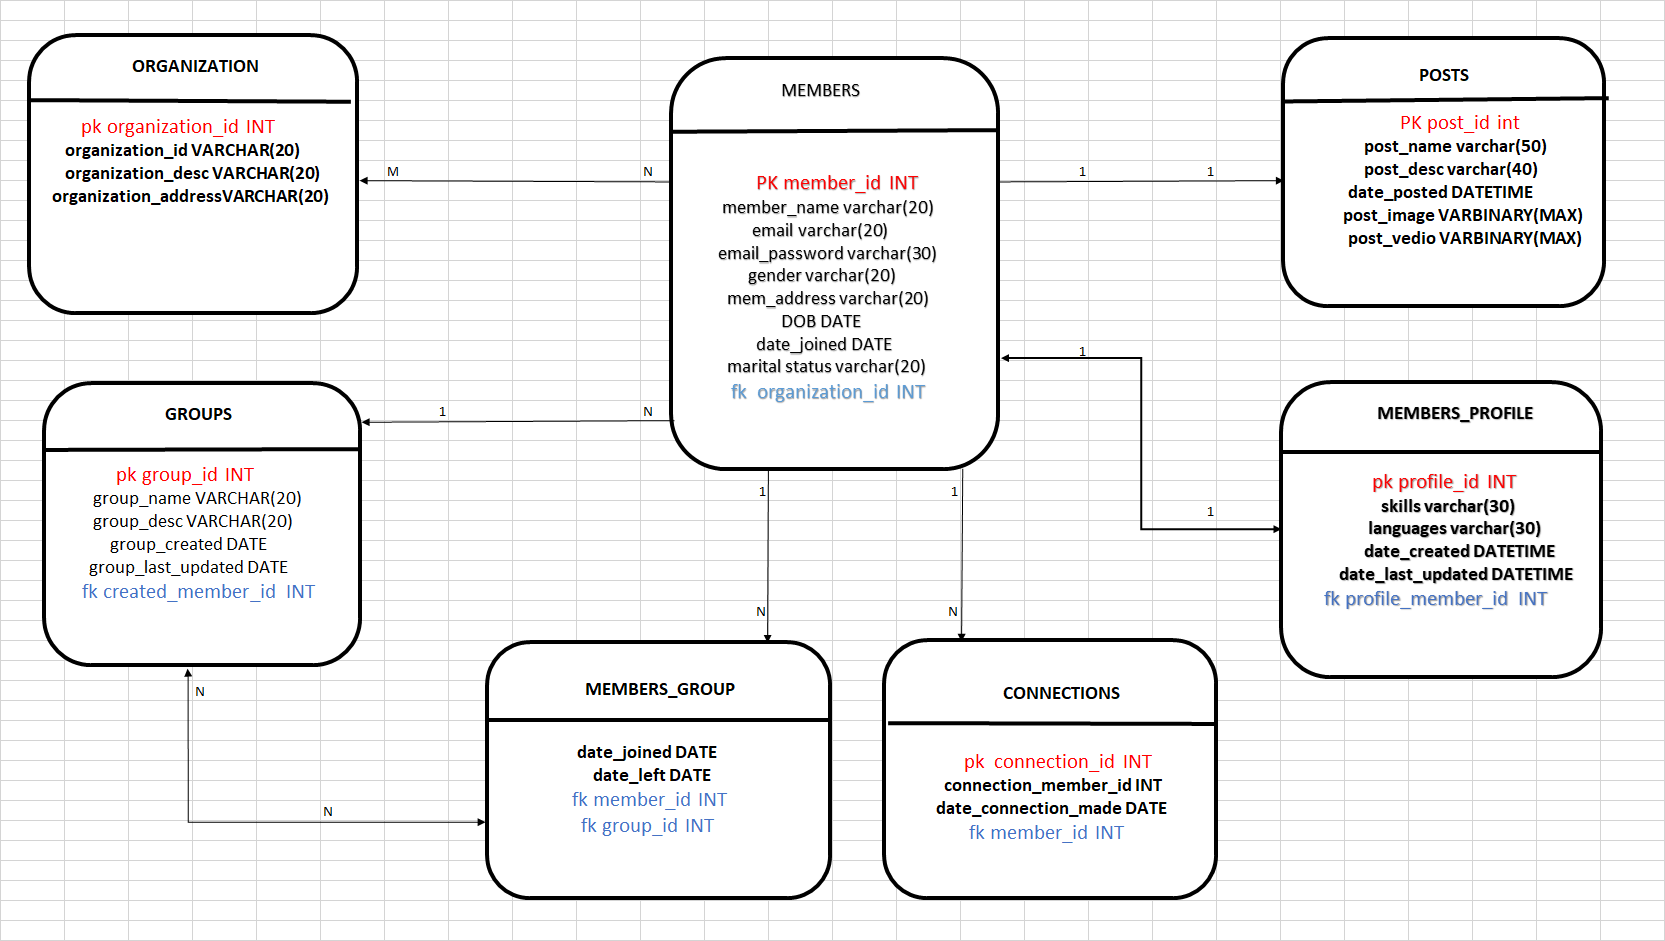 ORGANIZATION
pk organization_id INT
organization_id VARCHAR(20)
organization_desc VARCHAR(20)
organization_addressVARCHAR(20)
M
N
MEMBERS
PK member_id INT
member_name varchar(20)
email varchar(20)
email_password varchar(30)
gender varchar(20)
mem_address varchar(20)
DOB DATE
date_joined DATE
marital status varchar(20)
fk organization_id INT
1
1
POSTS
PK post_id int
post_name varchar(50)
post_desc varchar(40)
date_posted DATETIME
post_image VARBINARY(MAX)
post_vedio VARBINARY(MAX)
1
1
GROUPS
pk group_id INT
group_name VARCHAR(20)
group_desc VARCHAR(20)
group_created DATE
group_last_updated DATE
fk created_member_id INT
1
N
MEMBERS_PROFILE
pk profile_id INT
skills varchar(30)
languages varchar(30)
date_created DATETIME
date_last_updated DATETIME
fk profile_member_id INT
1
N
1
N
N
N
MEMBERS_GROUP
date_joined DATE
date_left DATE
fk member_id INT
fk group_id INT
CONNECTIONS
pk connection_id INT
connection_member_id INT
date_connection_made DATE
fk member_id INT